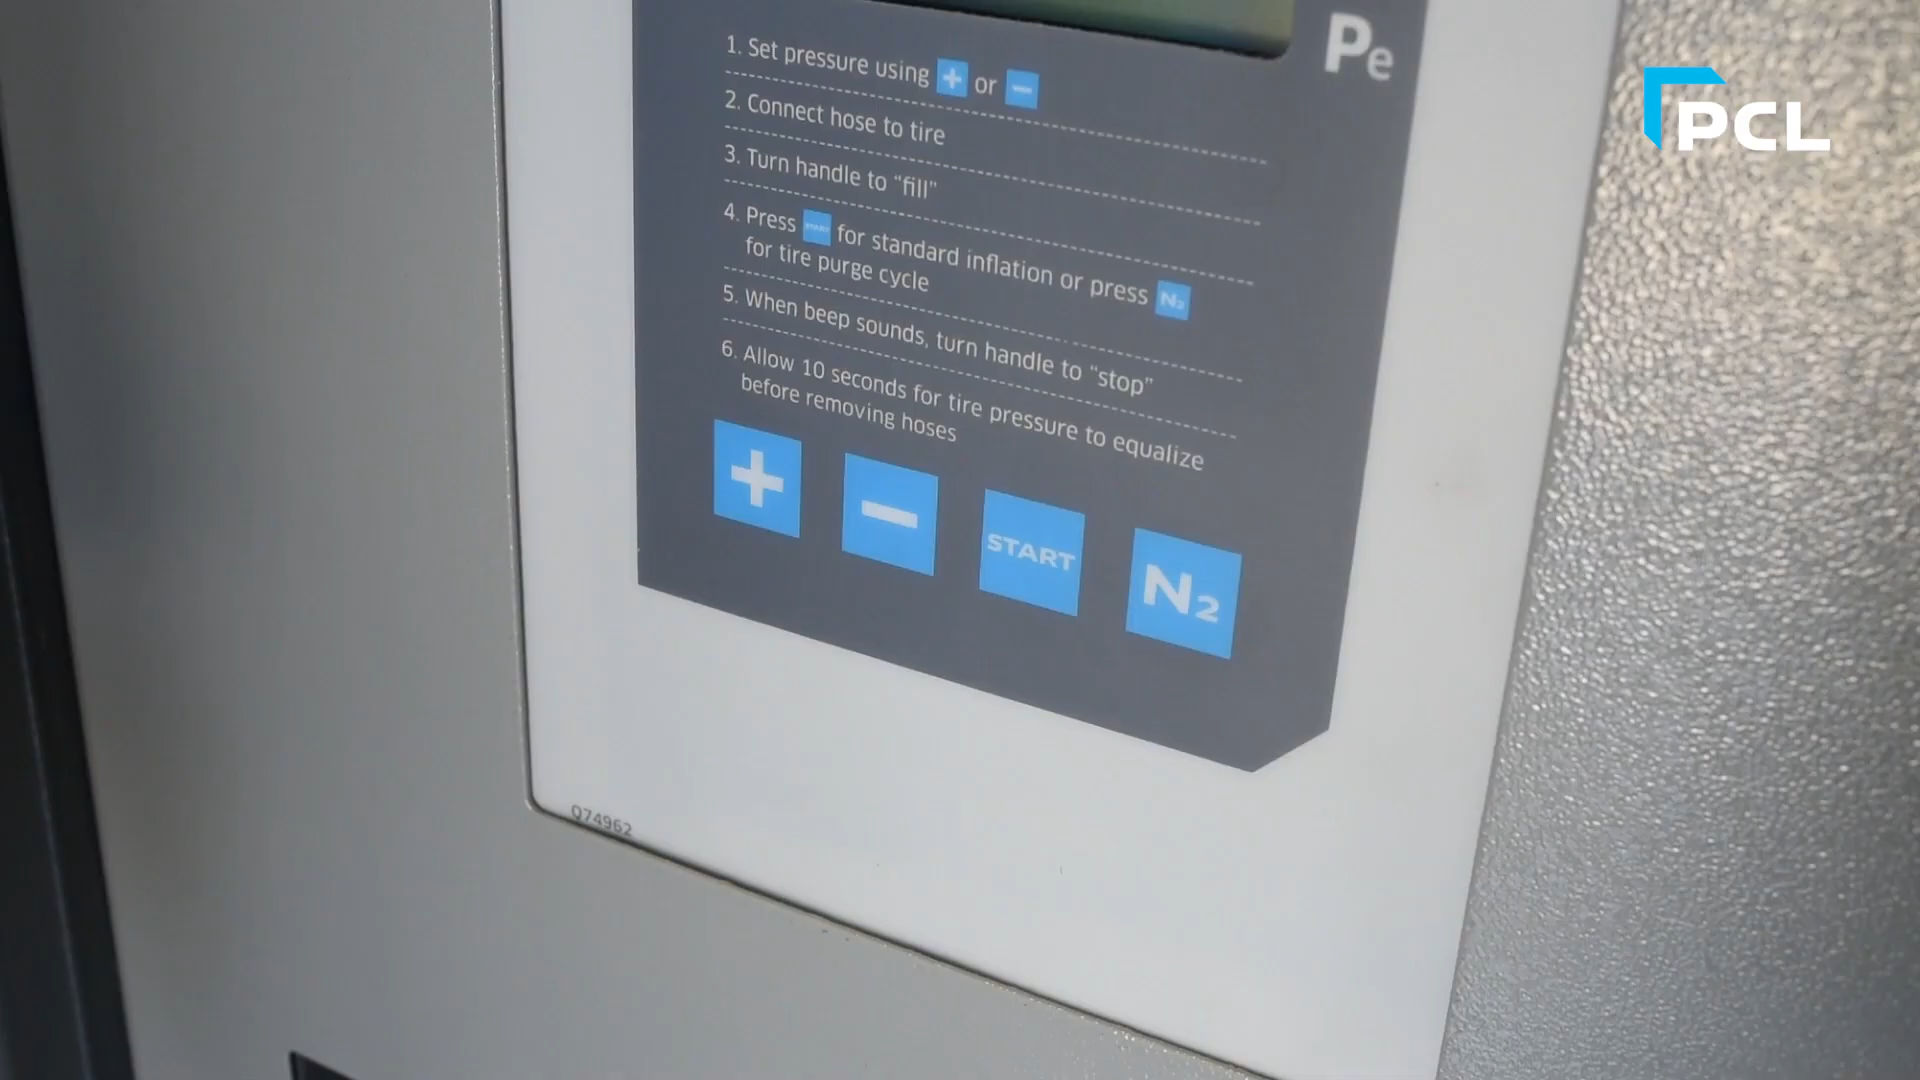 Pe
PCL
1. Set pressure using + or −
2. Connect hose to tire
3. Turn handle to “fill”
4. Press START for standard inflation or press N2
for tire purge cycle
5. When beep sounds, turn handle to “stop”
6. Allow 10 seconds for tire pressure to equalize
before removing hoses
+ − START N2
Q74962